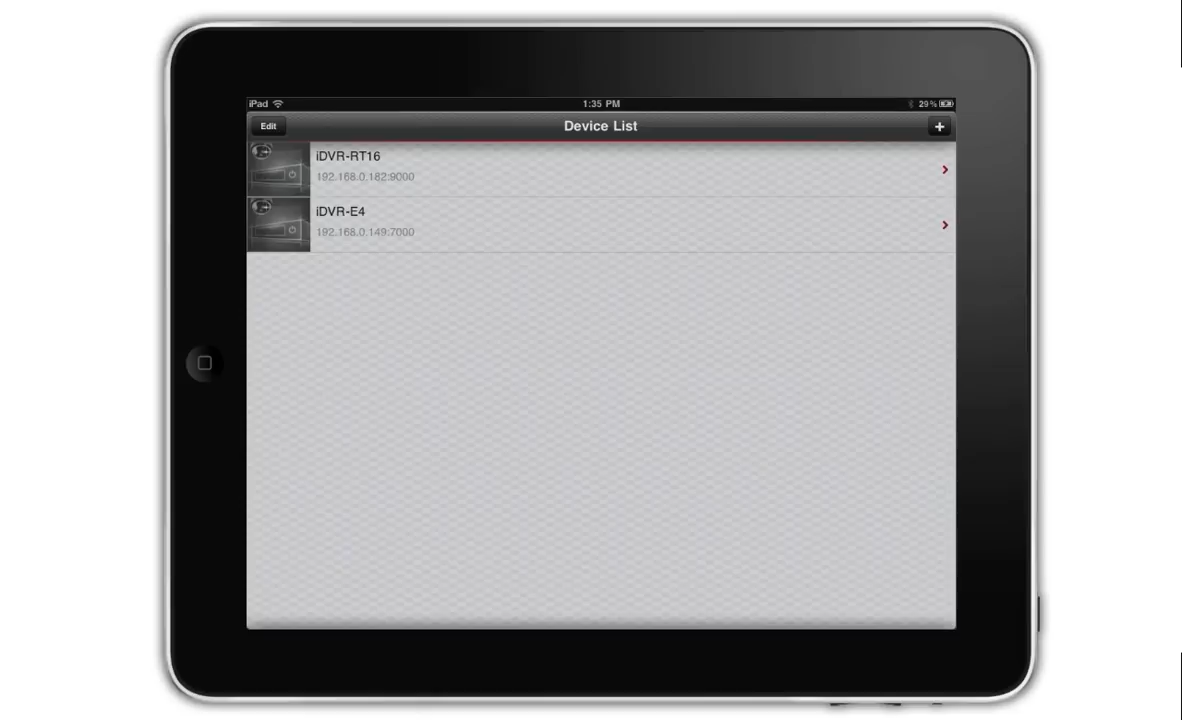 iPad 1:35 PM 29%
Edit Device List +
iDVR-RT16
192.168.0.182:9000
iDVR-E4
192.168.0.149:7000